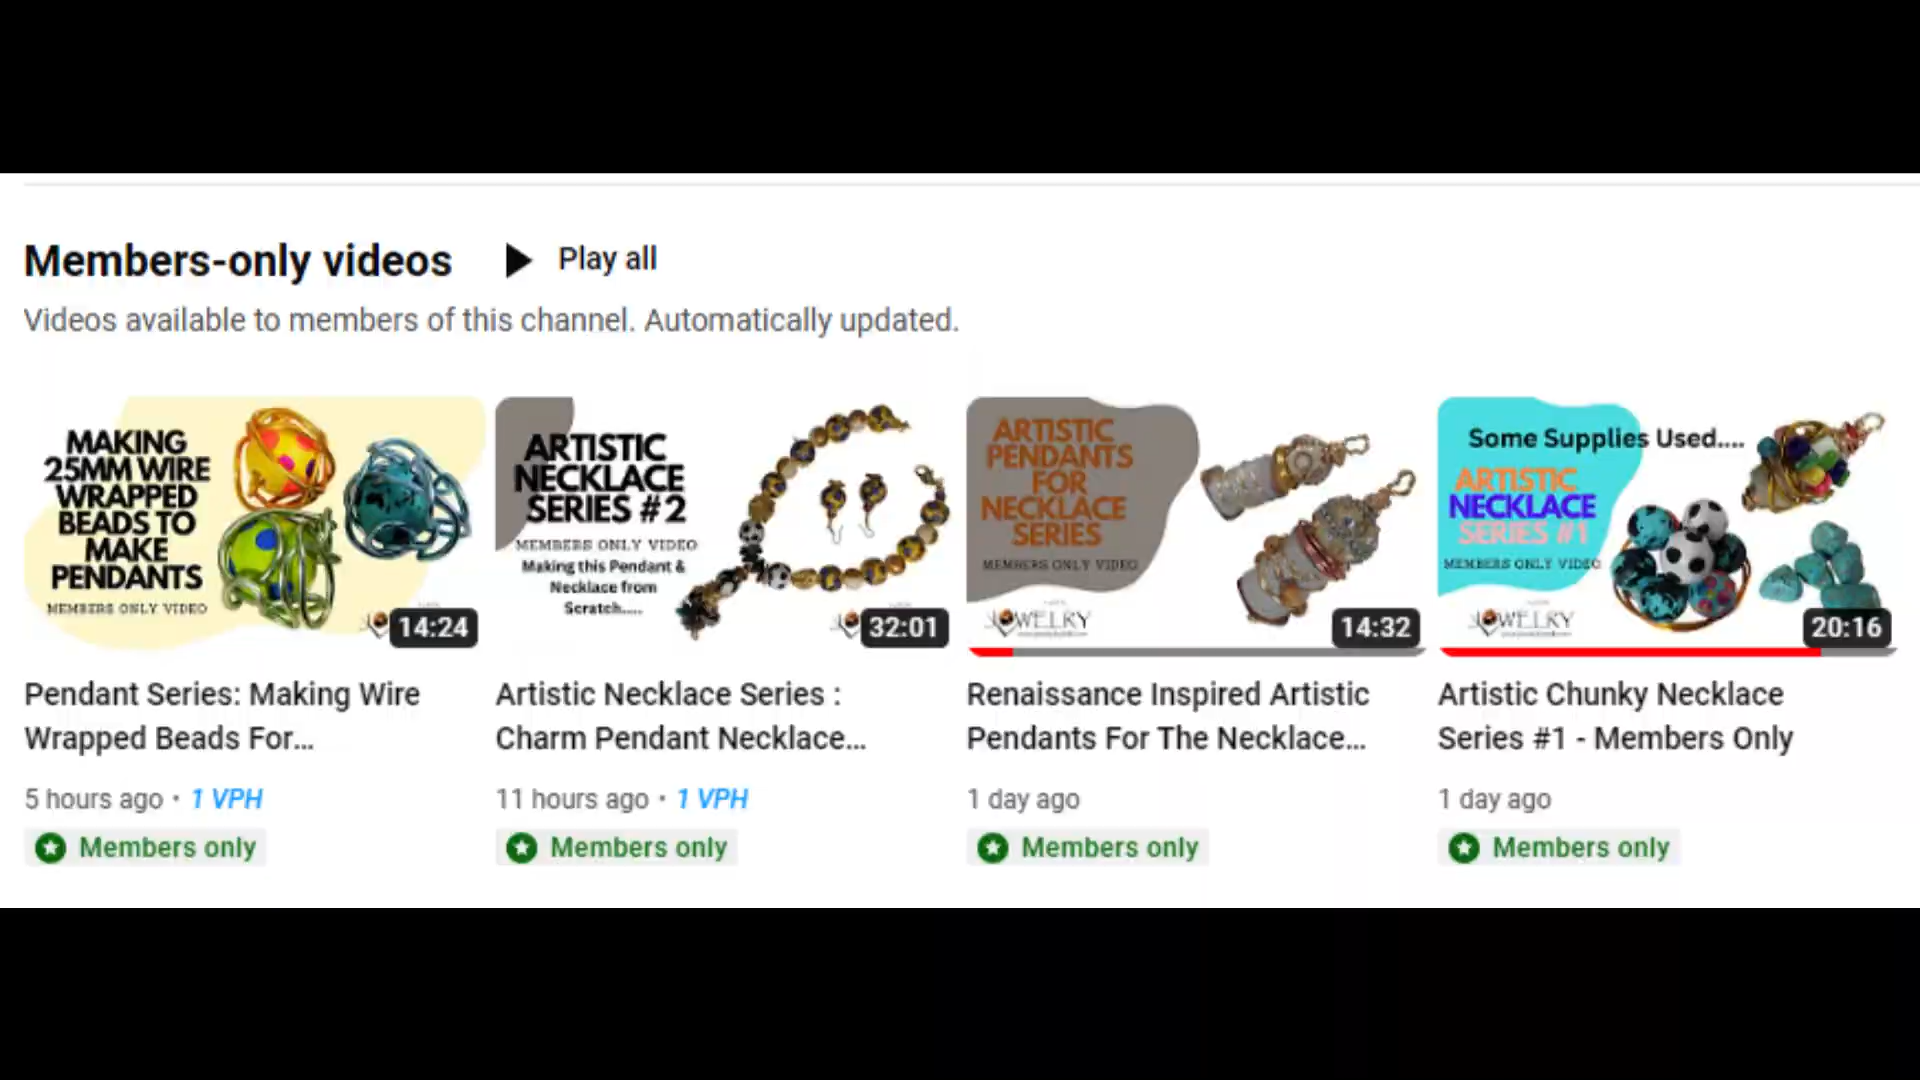 Members-only videos
Play all
Videos available to members of this channel. Automatically updated.
MAKING
25MM WIRE
WRAPPED
BEADS TO
MAKE
PENDANTS
MEMBERS ONLY VIDEO
14:24
ARTISTIC
NECKLACE
SERIES #2
MEMBERS ONLY VIDEO
Making this Pendant &
Necklace from
Scratch.....
32:01
ARTISTIC
PENDANTS
FOR
NECKLACE
SERIES
MEMBERS ONLY VIDEO
JEWELRY
14:32
Some Supplies Used....
ARTISTIC
NECKLACE
SERIES #1
MEMBERS ONLY VIDEO
JEWELRY
20:16
Pendant Series: Making Wire
Wrapped Beads For...
5 hours ago • 1 VPH
Members only
Artistic Necklace Series :
Charm Pendant Necklace...
11 hours ago • 1 VPH
Members only
Renaissance Inspired Artistic
Pendants For The Necklace...
1 day ago
Members only
Artistic Chunky Necklace
Series #1 - Members Only
1 day ago
Members only